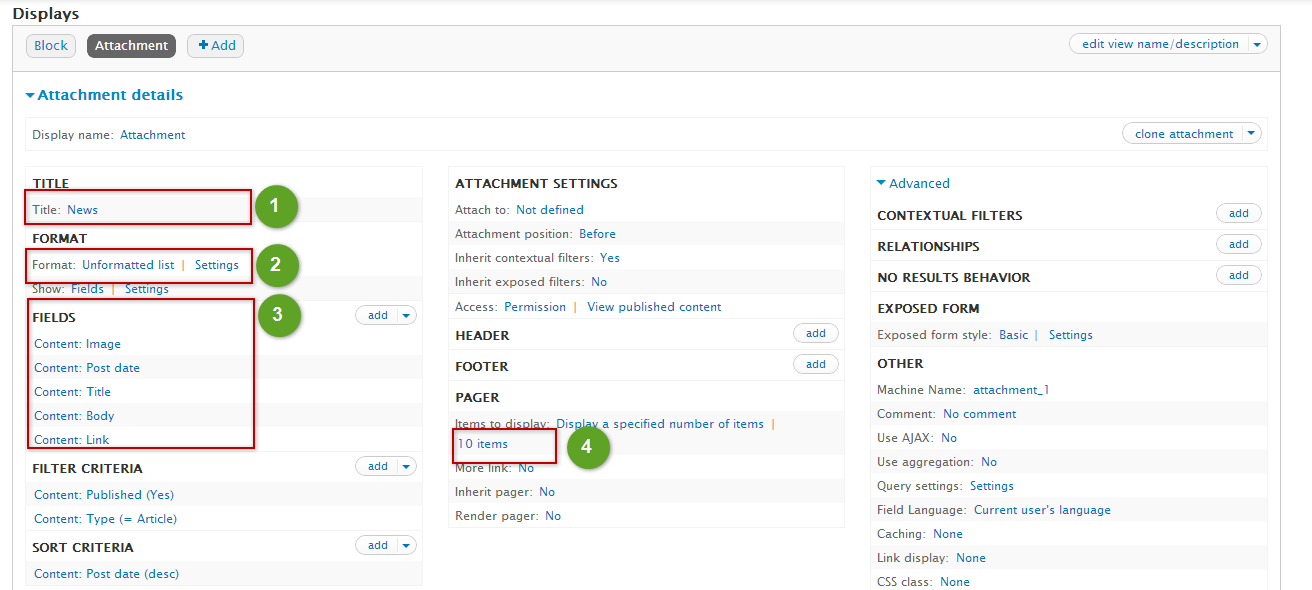 Displays
Block Attachment + Add edit view name/description
Attachment details
Display name: Attachment clone attachment
TITLE
Title: News
1
FORMAT
Format: Unformatted list | Settings
2
Show: Fields | Settings
FIELDS add
3
Content: Image
Content: Post date
Content: Title
Content: Body
Content: Link
FILTER CRITERIA add
Content: Published (Yes)
Content: Type (= Article)
SORT CRITERIA add
Content: Post date (desc)
ATTACHMENT SETTINGS
Attach to: Not defined
Attachment position: Before
Inherit contextual filters: Yes
Inherit exposed filters: No
Access: Permission | View published content
HEADER add
FOOTER add
PAGER
Items to display: Display a specified number of items |
10 items
4
More link: No
Inherit pager: No
Render pager: No
Advanced
CONTEXTUAL FILTERS add
RELATIONSHIPS add
NO RESULTS BEHAVIOR add
EXPOSED FORM
Exposed form style: Basic | Settings
OTHER
Machine Name: attachment_1
Comment: No comment
Use AJAX: No
Use aggregation: No
Query settings: Settings
Field Language: Current user's language
Caching: None
Link display: None
CSS class: None